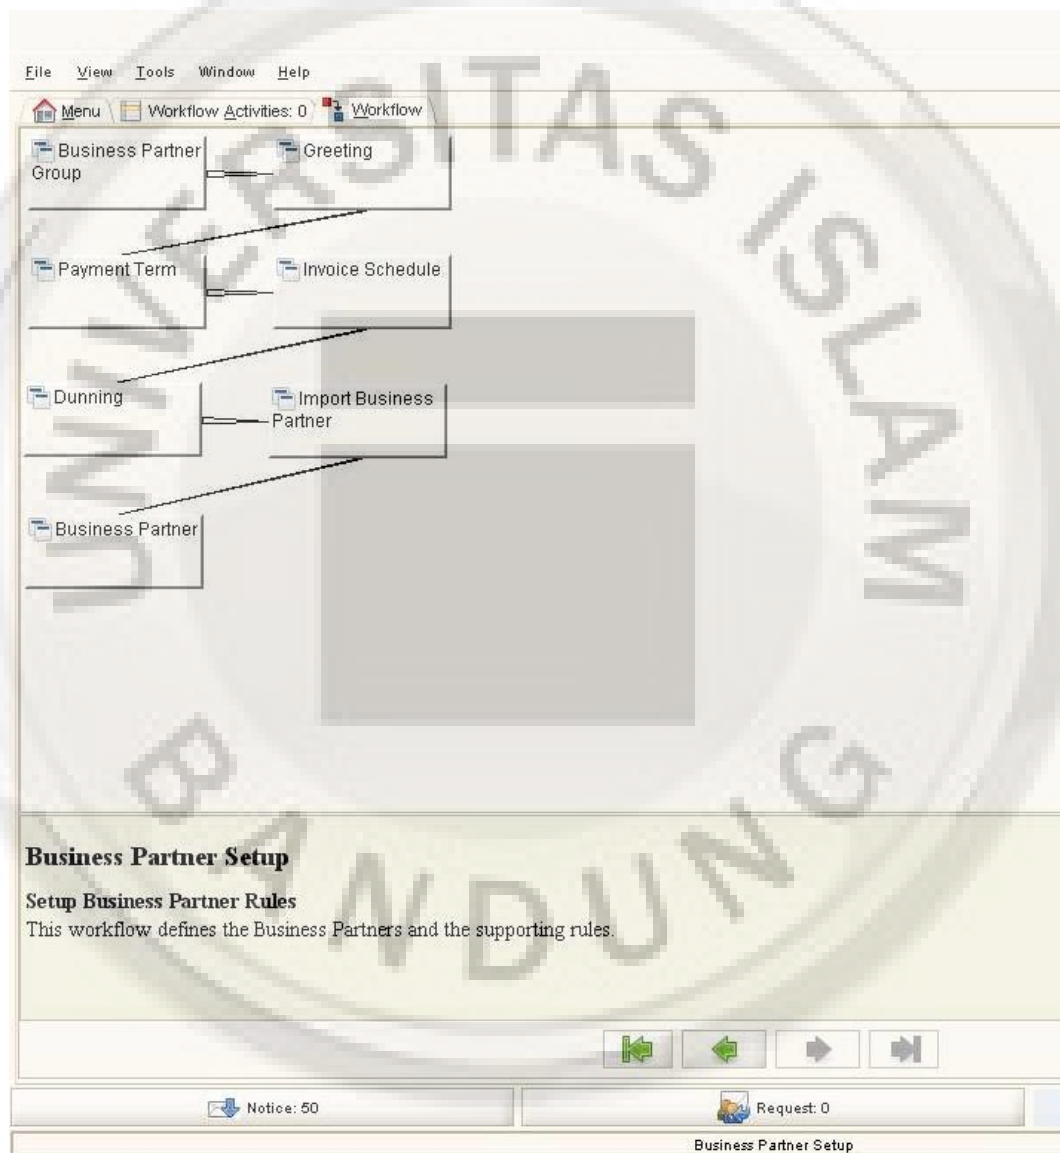 File View Tools Window Help
Menu Workflow Activities: 0 Workflow
Business Partner
Group
Greeting
Payment Term
Invoice Schedule
Dunning
Import Business
Partner
Business Partner
UNIVERSITAS ISLAM
BANDUNG
Business Partner Setup
Setup Business Partner Rules
This workflow defines the Business Partners and the supporting rules.
Notice: 50
Request: 0
Business Partner Setup